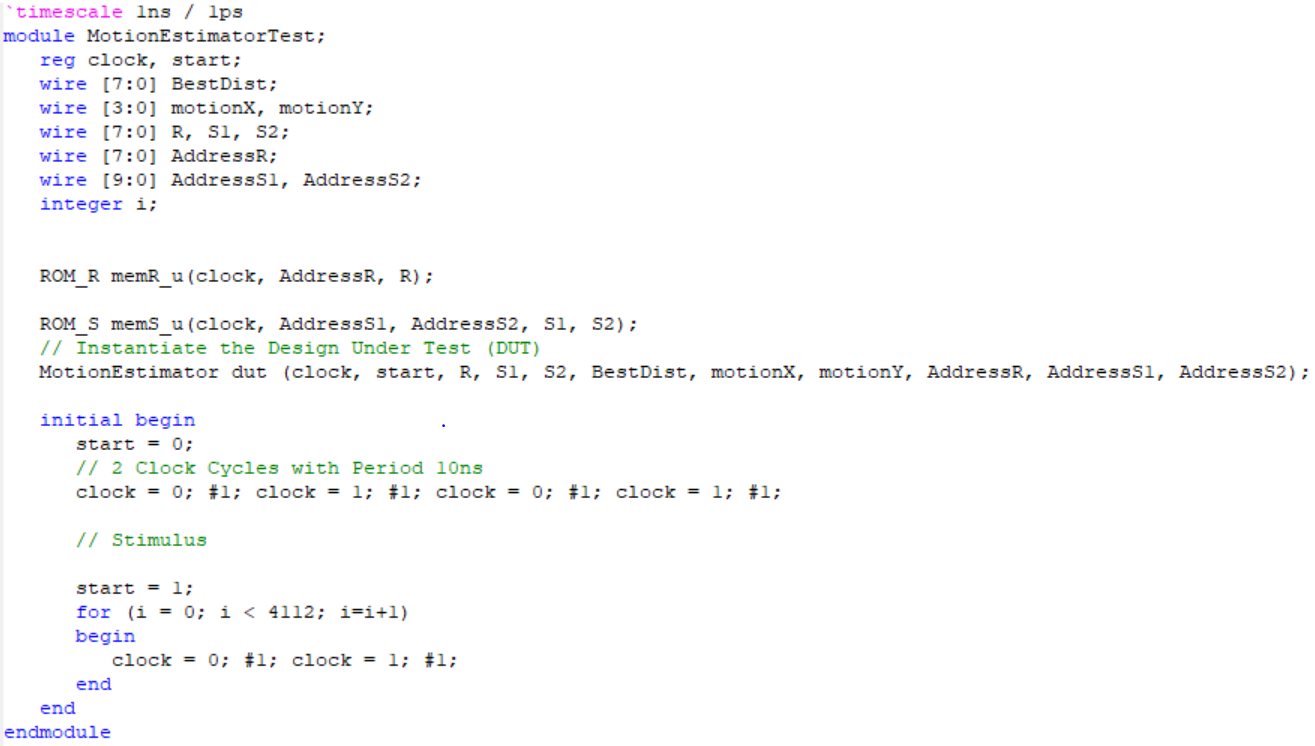 `timescale 1ns / 1ps
module MotionEstimatorTest;
reg clock, start;
wire [7:0] BestDist;
wire [3:0] motionX, motionY;
wire [7:0] R, S1, S2;
wire [7:0] AddressR;
wire [9:0] AddressS1, AddressS2;
integer i;
ROM_R memR_u(clock, AddressR, R);
ROM_S memS_u(clock, AddressS1, AddressS2, S1, S2);
// Instantiate the Design Under Test (DUT)
MotionEstimator dut (clock, start, R, S1, S2, BestDist, motionX, motionY, AddressR, AddressS1, AddressS2);
initial begin
start = 0;
// 2 Clock Cycles with Period 10ns
clock = 0; #1; clock = 1; #1; clock = 0; #1; clock = 1; #1;
// Stimulus
start = 1;
for (i = 0; i < 4112; i=i+1)
begin
clock = 0; #1; clock = 1; #1;
end
end
endmodule